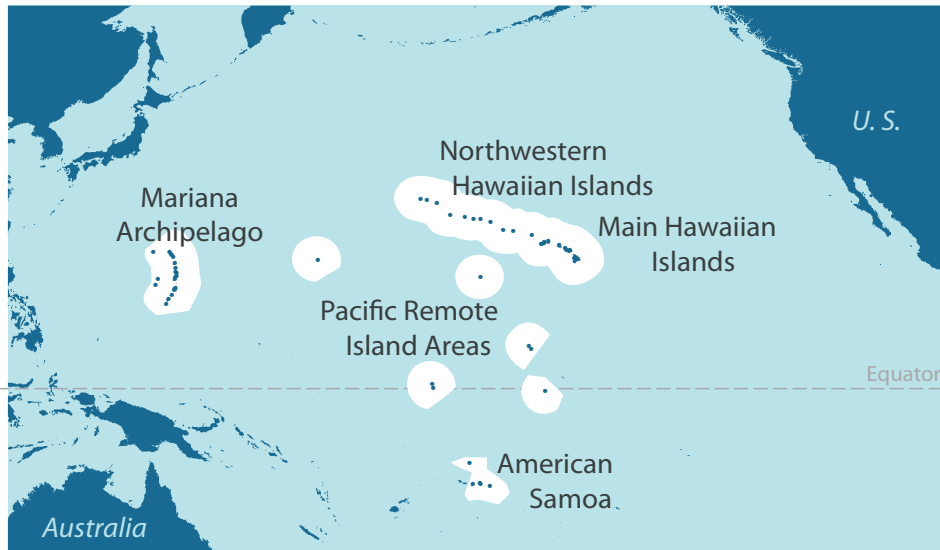 U. S.
Northwestern
Hawaiian Islands
Mariana
Archipelago
Main Hawaiian
Islands
Pacific Remote
Island Areas
Equator
American
Samoa
Australia